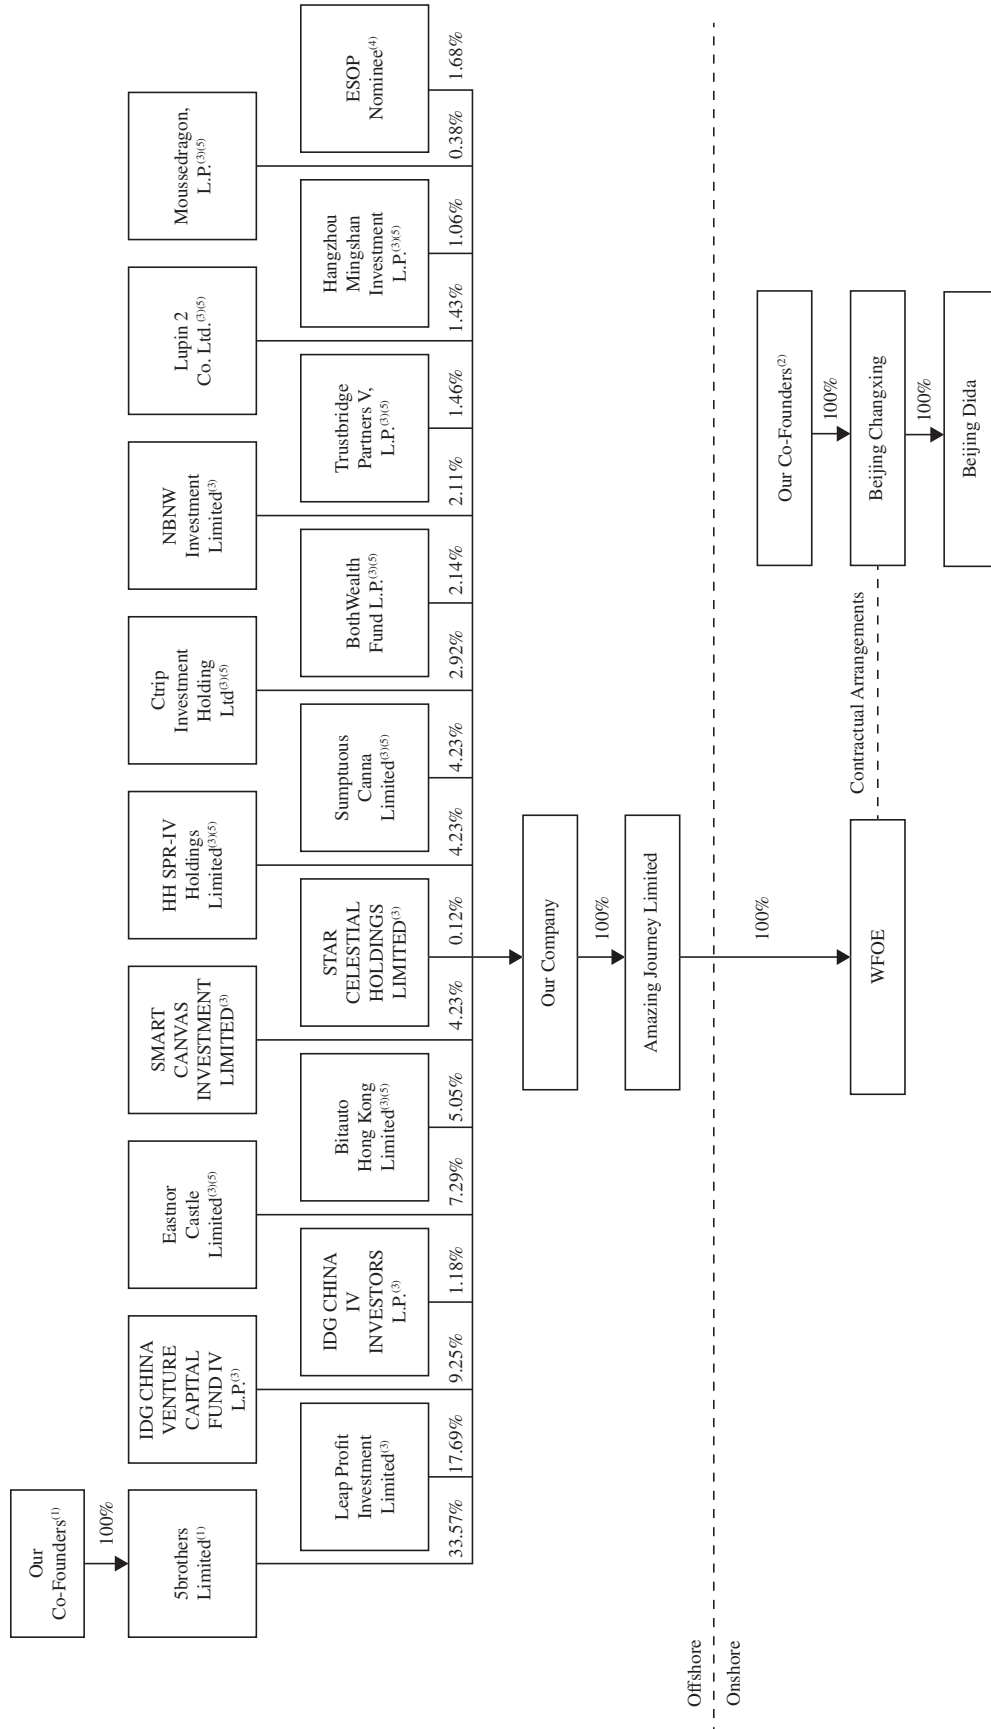 Our
Co-Founders(1)
100%
5brothers
Limited(1)
IDG CHINA
VENTURE
CAPITAL
FUND IV
L.P.(3)
Eastnor
Castle
Limited(3)(5)
SMART
CANVAS
INVESTMENT
LIMITED(3)
HH SPR-IV
Holdings
Limited(3)(5)
Ctrip
Investment
Holding
Ltd(3)(5)
NBNW
Investment
Limited(3)
Lupin 2
Co. Ltd.(3)(5)
Moussedragon,
L.P.(3)(5)
Leap Profit
Investment
Limited(3)
IDG CHINA
IV
INVESTORS
L.P.(3)
Bitauto
Hong Kong
Limited(3)(5)
STAR
CELESTIAL
HOLDINGS
LIMITED(3)
Sumptuous
Canna
Limited(3)(5)
BothWealth
Fund L.P.(3)(5)
Trustbridge
Partners V,
L.P.(3)(5)
Hangzhou
Mingshan
Investment
L.P.(3)(5)
ESOP
Nominee(4)
33.57% 17.69% 9.25% 1.18% 7.29% 5.05% 4.23% 0.12% 4.23% 4.23% 2.92% 2.14% 2.11% 1.46% 1.43% 1.06% 0.38% 1.68%
Our Company
100%
Amazing Journey Limited
Offshore
Onshore
100%
Our Co-Founders(2)
100%
WFOE
Contractual Arrangements
Beijing Changxing
100%
Beijing Dida